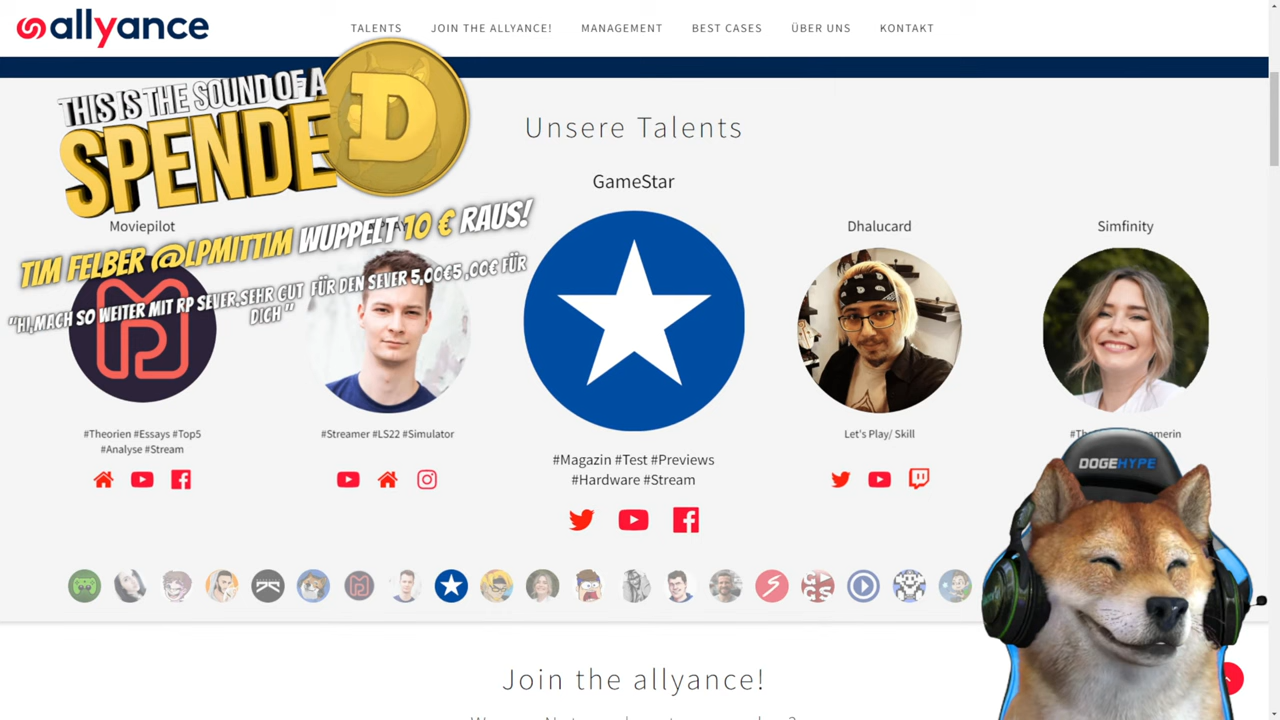 allyance
TALENTS
JOIN THE ALLYANCE!
MANAGEMENT
BEST CASES
ÜBER UNS
KONTAKT
THIS IS THE SOUND OF A
SPENDE
D
TIM FELBER @LPMITTIM WUPPELT 10 € RAUS!
"HI,MACH SO WEITER MIT RP SEVER,SEHR GUT FÜR DEN SEVER 5,00€5 ,00€ FÜR
D!CH "
Unsere Talents
Moviepilot
#Theorien #Essays #Top5
#Analyse #Stream
#Streamer #LS22 #Simulator
GameStar
#Magazin #Test #Previews
#Hardware #Stream
Dhalucard
Let's Play/ Skill
Simfinity
DOGEHYPE
Join the allyance!